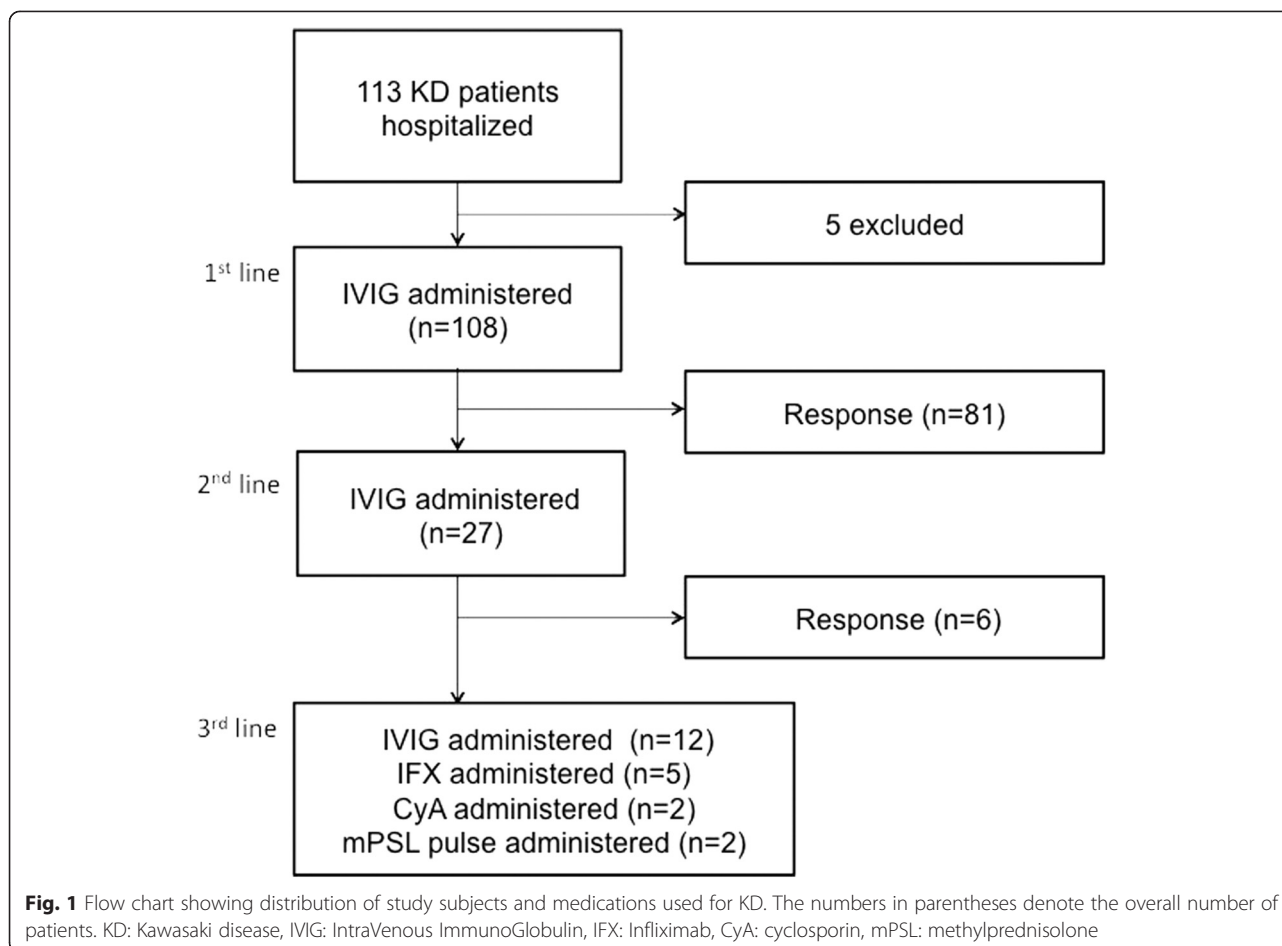 113 KD patients
hospitalized
5 excluded
1st line
IVIG administered
(n=108)
Response (n=81)
2nd line
IVIG administered
(n=27)
Response (n=6)
3rd line
IVIG administered (n=12)
IFX administered (n=5)
CyA administered (n=2)
mPSL pulse administered (n=2)
Fig. 1 Flow chart showing distribution of study subjects and medications used for KD. The numbers in parentheses denote the overall number of
patients. KD: Kawasaki disease, IVIG: IntraVenous ImmunoGlobulin, IFX: Infliximab, CyA: cyclosporin, mPSL: methylprednisolone